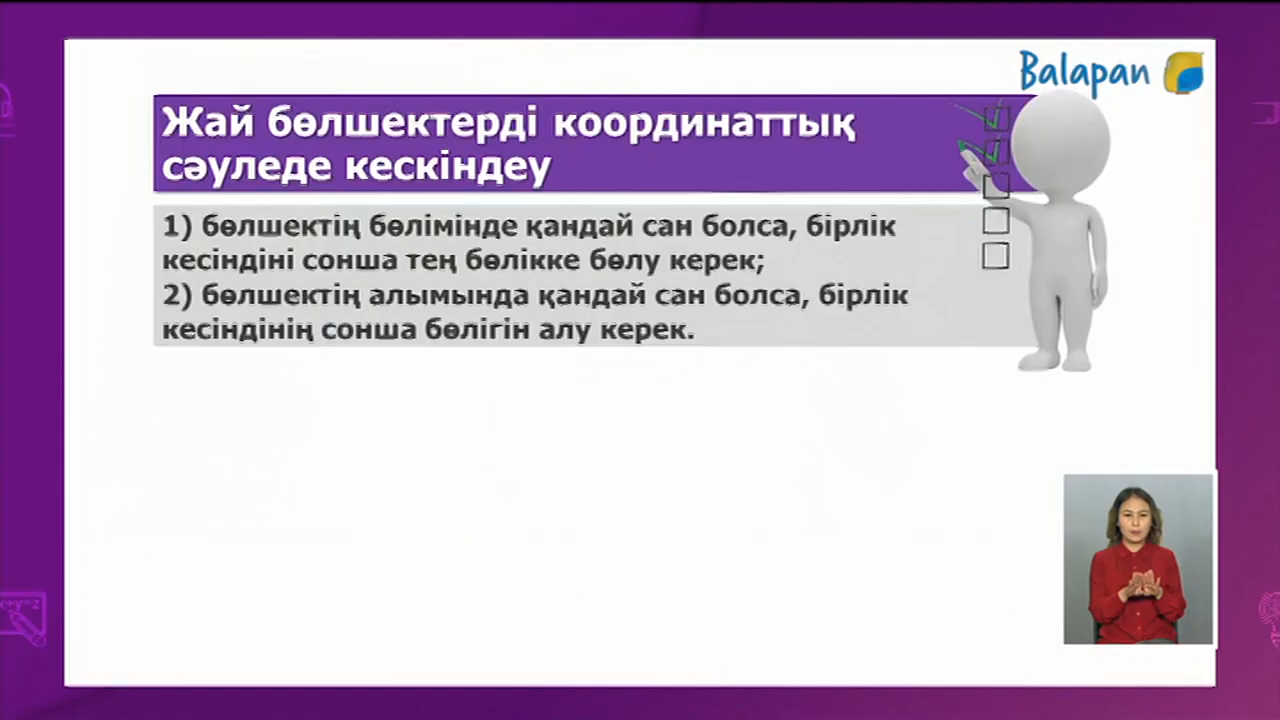 Balapan
Жай бөлшектерді координаттық
сәуледе кескіндеу
1) бөлшектің бөлімінде қандай сан болса, бірлік
кесіндіні сонша тең бөлікке бөлу керек;
2) бөлшектің алымында қандай сан болса, бірлік
кесіндінің сонша бөлігін алу керек.